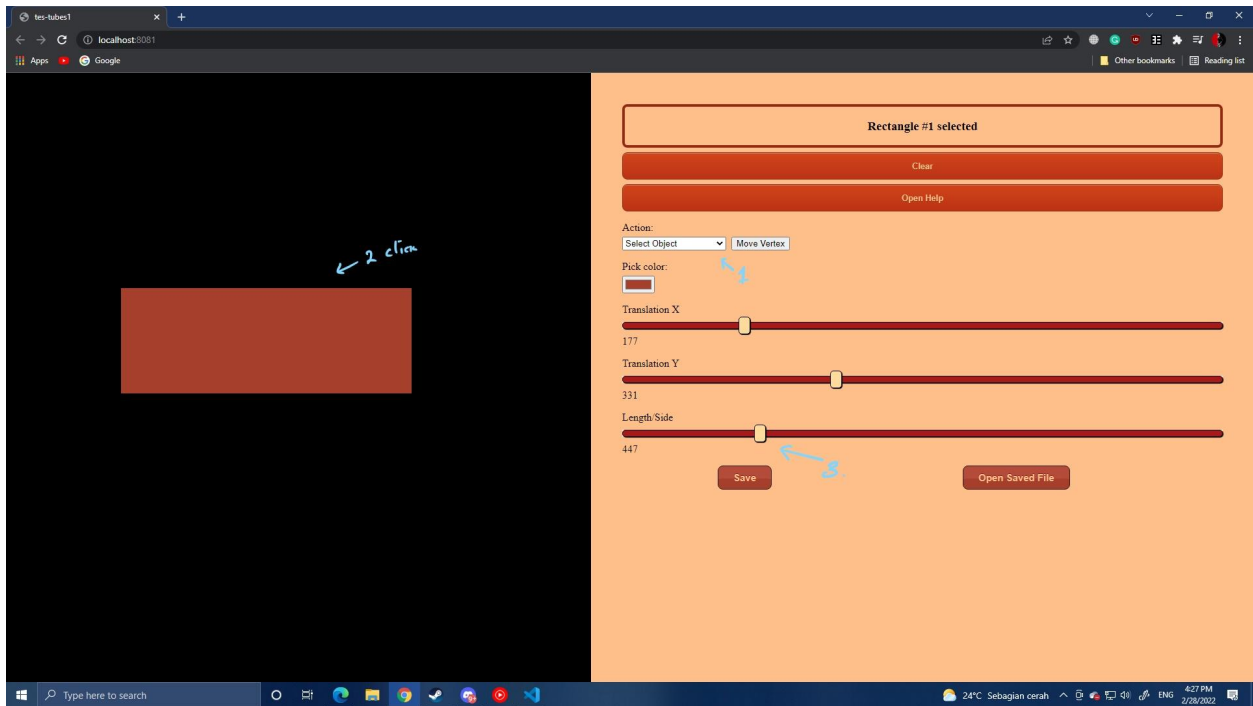 tes-tubes1
localhost:8081
Apps
Google
Other bookmarks
Reading list
Rectangle #1 selected
Clear
Open Help
Action:
Select Object
Move Vertex
2 click
1
Pick color:
Translation X
177
Translation Y
331
Length/Side
447
3
Save
Open Saved File
Type here to search
24°C Sebagian cerah
ENG
4:27 PM
2/28/2022